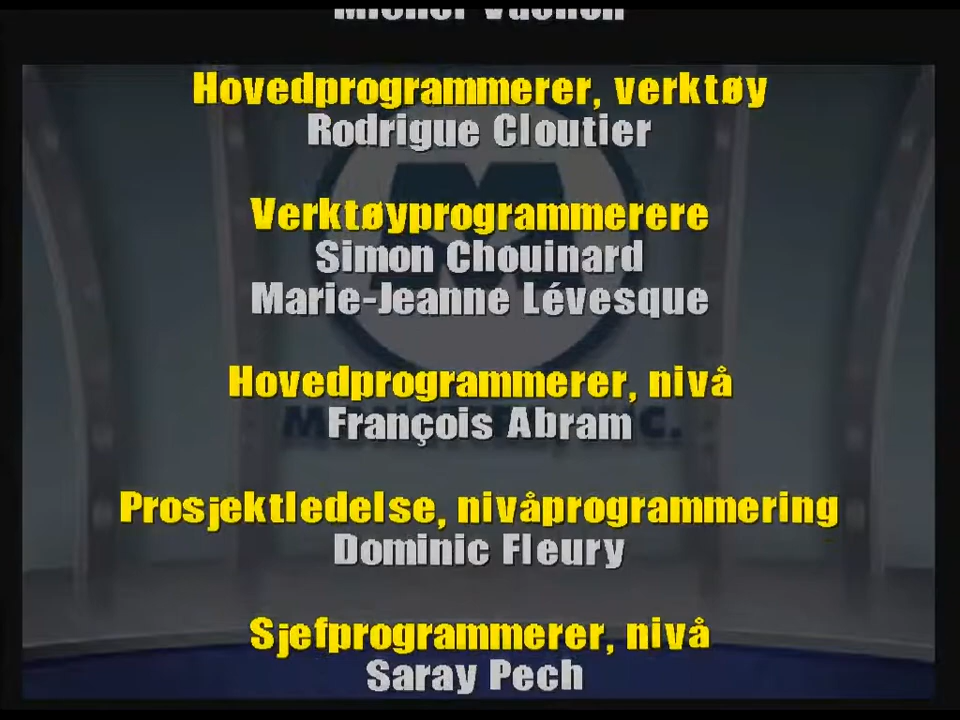 Hovedprogrammerer, verktøy
Rodrigue Cloutier
Verktøyprogrammerere
Simon Chouinard
Marie-Jeanne Lévesque
Hovedprogrammerer, nivå
François Abram
Prosjektledelse, nivåprogrammering
Dominic Fleury
Sjefprogrammerer, nivå
Saray Pech